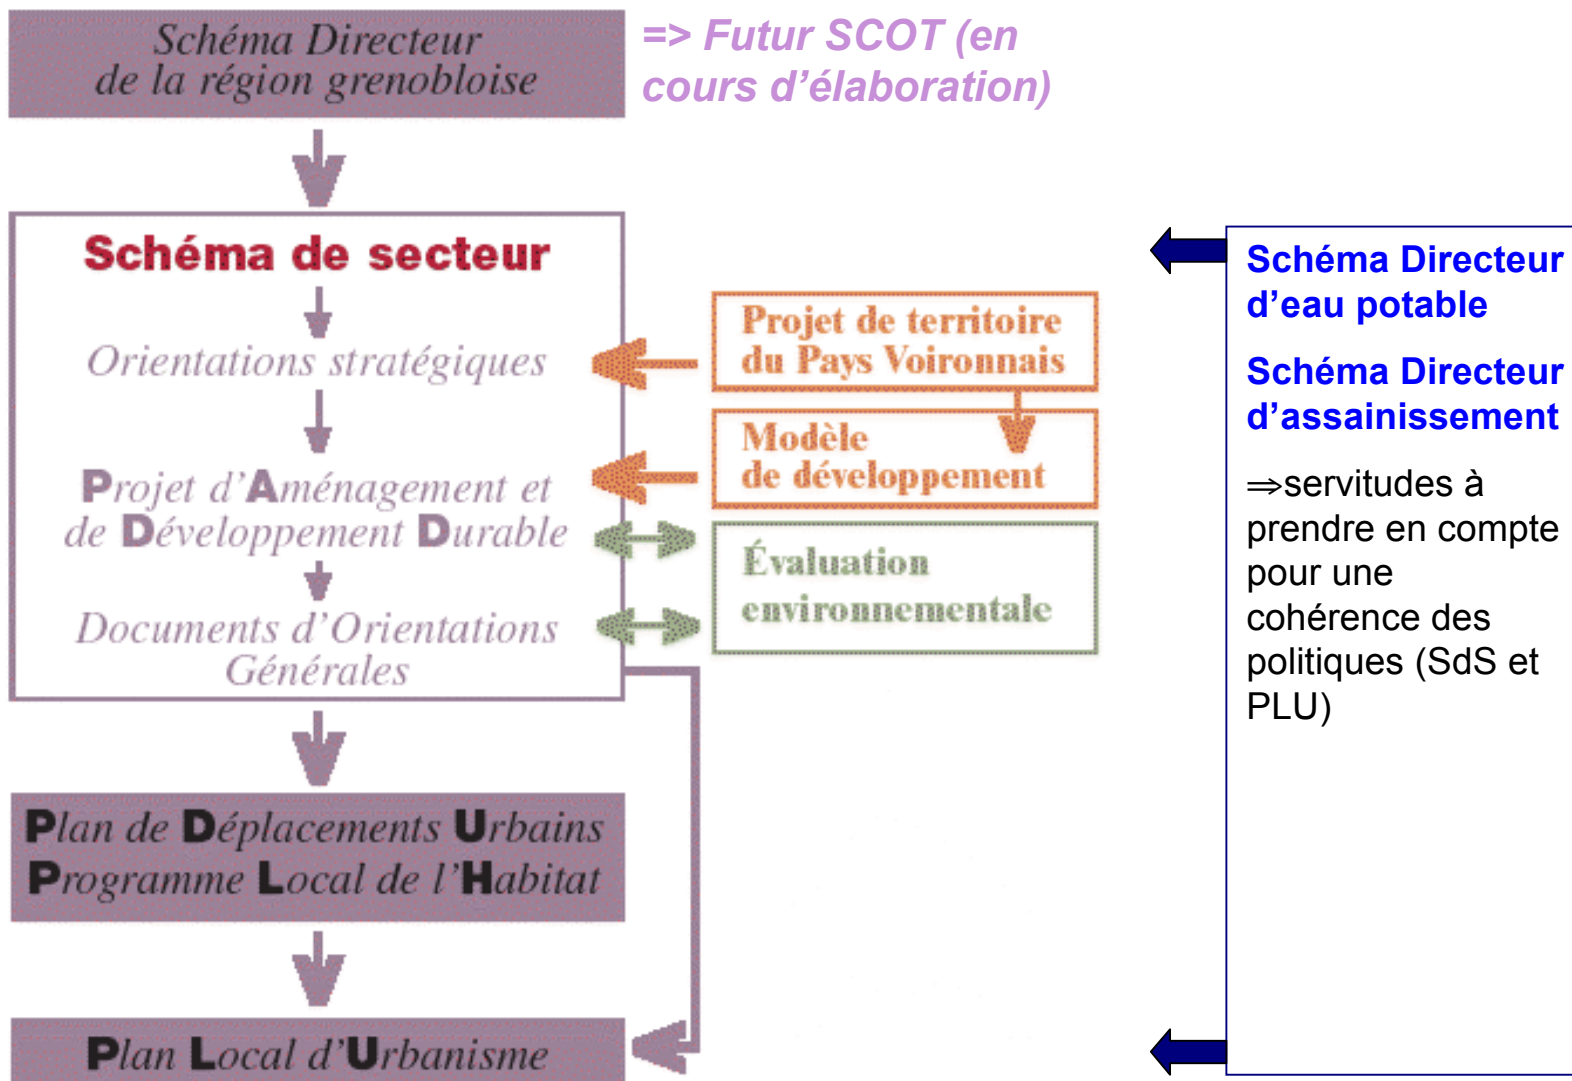 Schéma Directeur
de la région grenobloise
=> Futur SCOT (en
cours d’élaboration)
Schéma de secteur
Orientations stratégiques
Projet d’Aménagement et
de Développement Durable
Documents d’Orientations
Générales
Projet de territoire
du Pays Voironnais
Modèle
de développement
Évaluation
environnementale
Plan de Déplacements Urbains
Programme Local de l’Habitat
Plan Local d’Urbanisme
Schéma Directeur
d’eau potable
Schéma Directeur
d’assainissement
⇒servitudes à
prendre en compte
pour une
cohérence des
politiques (SdS et
PLU)